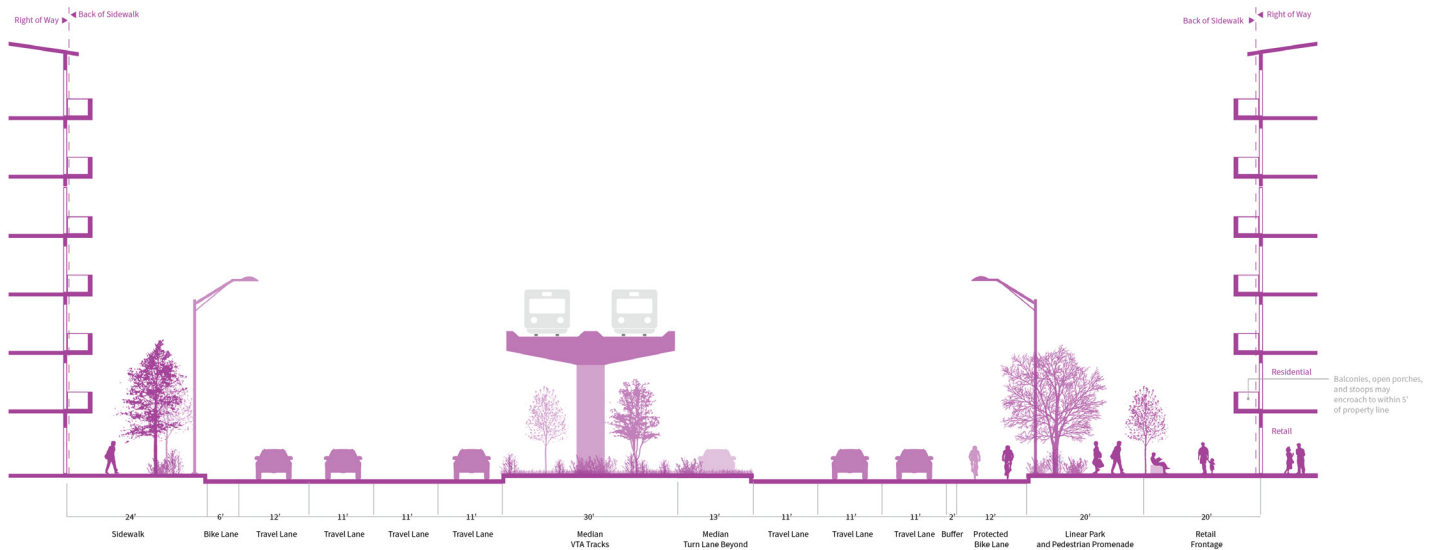 Back of Sidewalk
Right of Way
Right of Way
Back of Sidewalk
Residential
Balconies, open porches,
and stoops may
encroach to within 5'
of property line
Retail
24' 6' 12' 11' 11' 11' 30' 13' 11' 11' 11' 2' 12' 20' 20'
Sidewalk Bike Lane Travel Lane Travel Lane Travel Lane Travel Lane Median Median Travel Lane Travel Lane Travel Lane Buffer Protected Linear Park Retail
VTA Tracks Turn Lane Beyond Bike Lane and Pedestrian Promenade Frontage